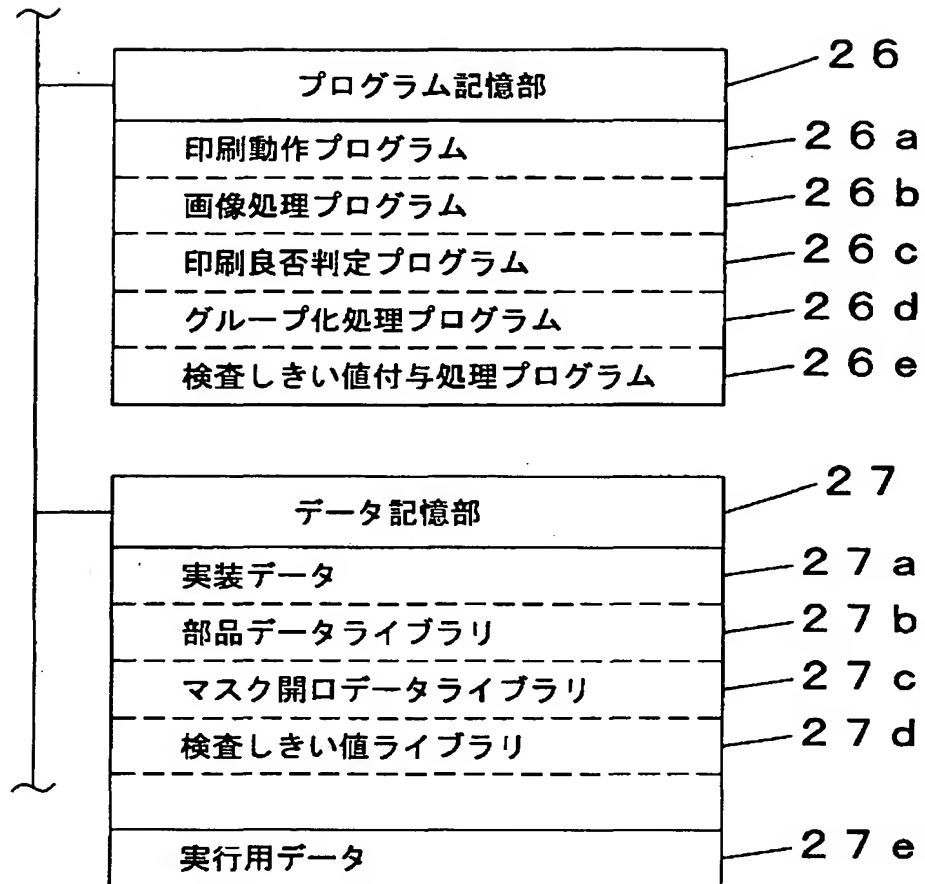 プログラム記憶部 26
印刷動作プログラム 26a
画像処理プログラム 26b
印刷良否判定プログラム 26c
グループ化処理プログラム 26d
検査しきい値付与処理プログラム 26e
データ記憶部 27
実装データ 27a
部品データライブラリ 27b
マスク開口データライブラリ 27c
検査しきい値ライブラリ 27d
実行用データ 27e